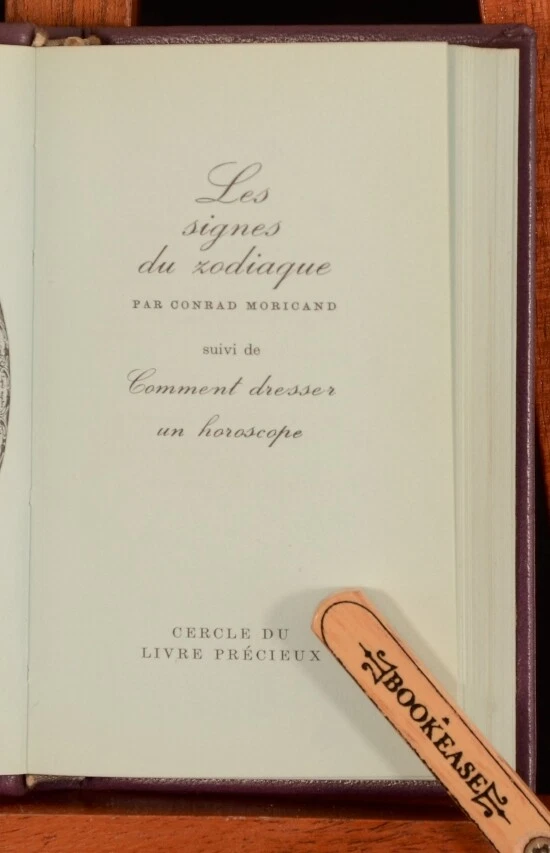 Les
signes
du zodiaque
PAR CONRAD MORICAND
suivi de
Comment dresser
un horoscope
CERCLE DU
LIVRE PRÉCIEUX
BOOKEASE